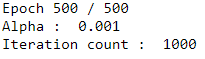 Epoch 500 / 500
Alpha :  0.001
Iteration count :  1000